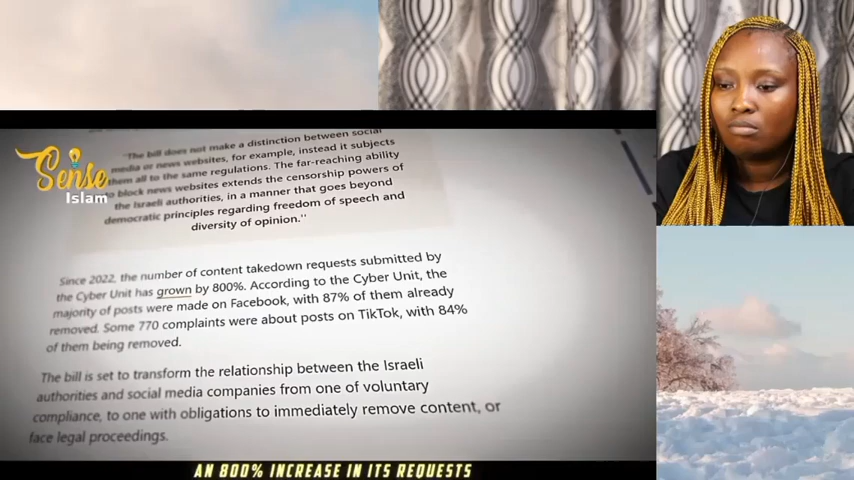 Sense
Islam
"The bill does not make a distinction between social
media or news websites, for example, instead it subjects
them all to the same regulations. The far-reaching ability
to block news websites extends the censorship powers of
the Israeli authorities, in a manner that goes beyond
democratic principles regarding freedom of speech and
diversity of opinion."
Since 2022, the number of content takedown requests submitted by
the Cyber Unit has grown by 800%. According to the Cyber Unit, the
majority of posts were made on Facebook, with 87% of them already
removed. Some 770 complaints were about posts on TikTok, with 84%
of them being removed.
The bill is set to transform the relationship between the Israeli
authorities and social media companies from one of voluntary
compliance, to one with obligations to immediately remove content, or
face legal proceedings.
AN 800% INCREASE IN ITS REQUESTS